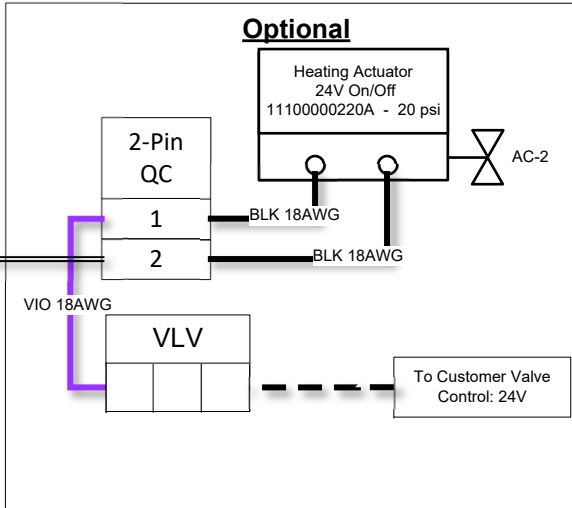 Optional
Heating Actuator
24V On/Off
11100000220A - 20 psi
AC-2
2-Pin
QC
1
BLK 18AWG
2
BLK 18AWG
VIO 18AWG
VLV
To Customer Valve
Control: 24V